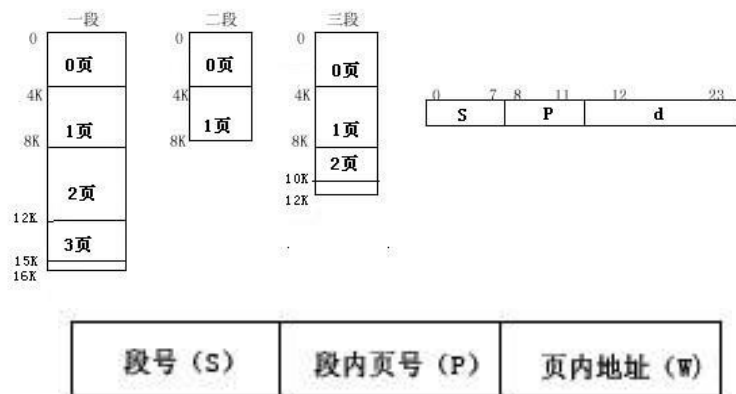 一段 二段 三段
0 0 0
0页 0页 0页
0 7 8 11 12 23
4K 4K 4K
S P d
1页 1页 1页
8K 8K 8K
2页 2页
10K
12K 12K
3页
15K
16K
段号（S） 段内页号（P） 页内地址（W）